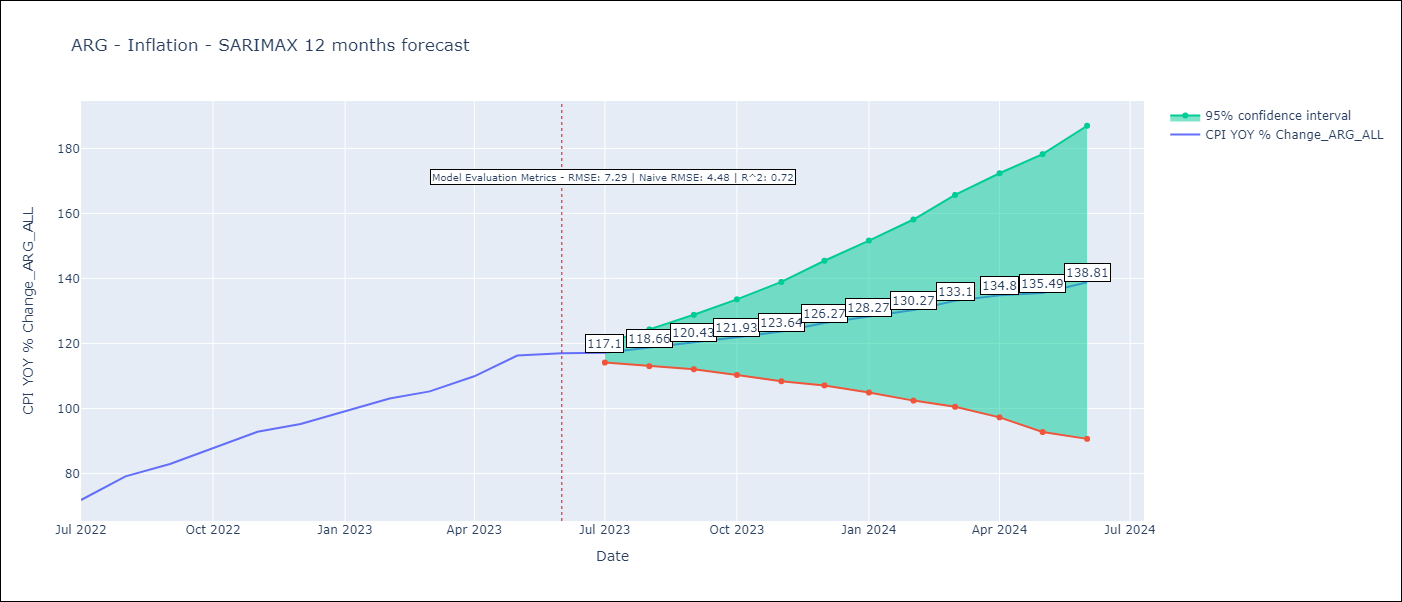 ARG - Inflation - SARIMAX 12 months forecast
95% confidence interval
CPI YOY % Change_ARG_ALL
Model Evaluation Metrics - RMSE: 7.29 | Naive RMSE: 4.48 | R^2: 0.72
CPI YOY % Change_ARG_ALL
180
160
140
120
100
80
117.1
118.66
120.43
121.93
123.64
126.27
128.27
130.27
133.1
134.8
135.49
138.81
Jul 2022
Oct 2022
Jan 2023
Apr 2023
Jul 2023
Oct 2023
Jan 2024
Apr 2024
Jul 2024
Date